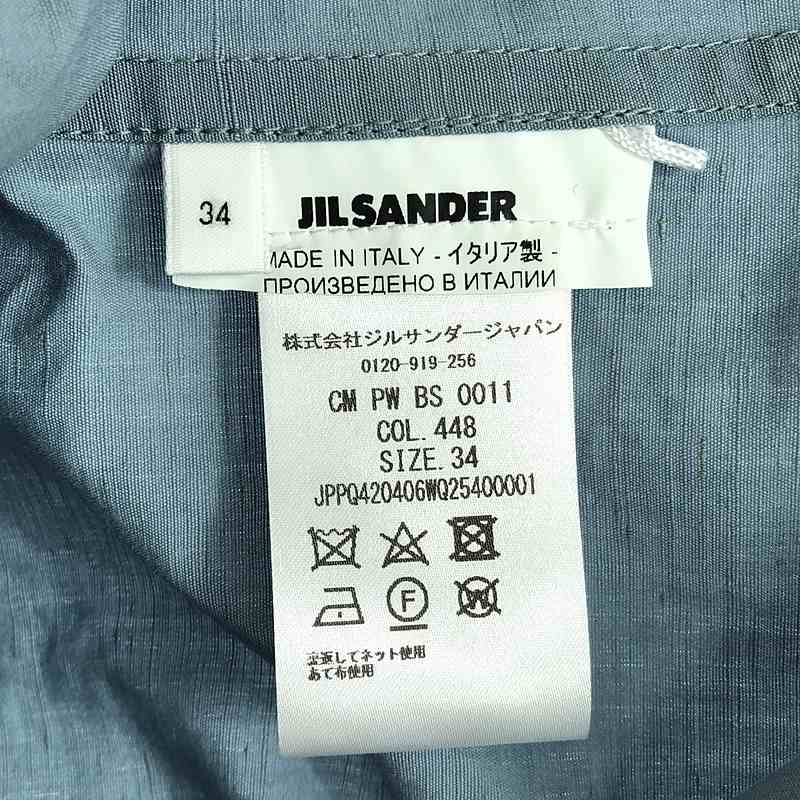 34
JIL SANDER
MADE IN ITALY - イタリア製 -
ПРОИЗВЕДЕНО В ИТАЛИИ
株式会社ジルサンダージャパン
0120-919-256
CM PW BS 0011
COL. 448
SIZE. 34
JPPQ420406WQ25400001
F W
裏返してネット使用
あて布使用